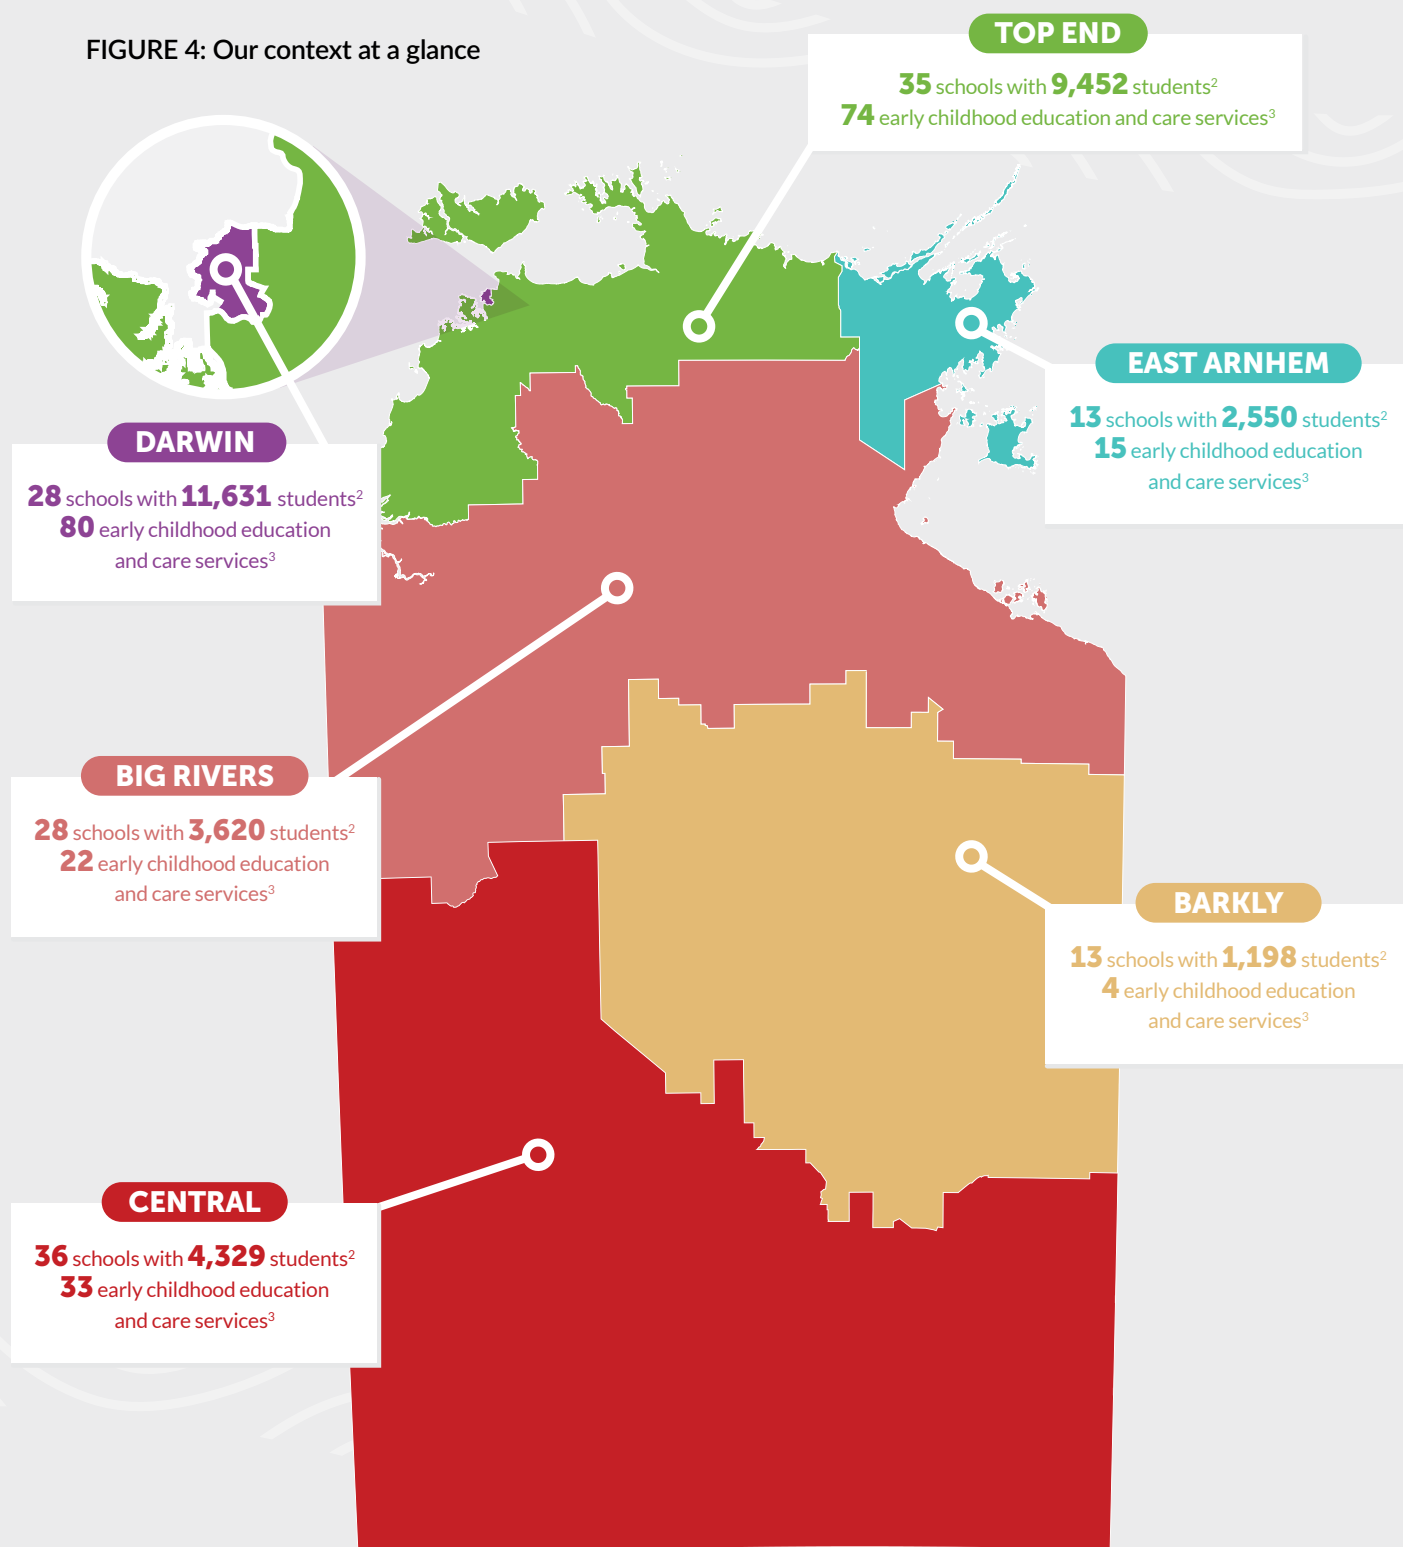 FIGURE 4: Our context at a glance
TOP END
35 schools with 9,452 students²
74 early childhood education and care services³
EAST ARNHEM
13 schools with 2,550 students²
15 early childhood education
and care services³
DARWIN
28 schools with 11,631 students²
80 early childhood education
and care services³
BIG RIVERS
28 schools with 3,620 students²
22 early childhood education
and care services³
BARKLY
13 schools with 1,198 students²
4 early childhood education
and care services³
CENTRAL
36 schools with 4,329 students²
33 early childhood education
and care services³